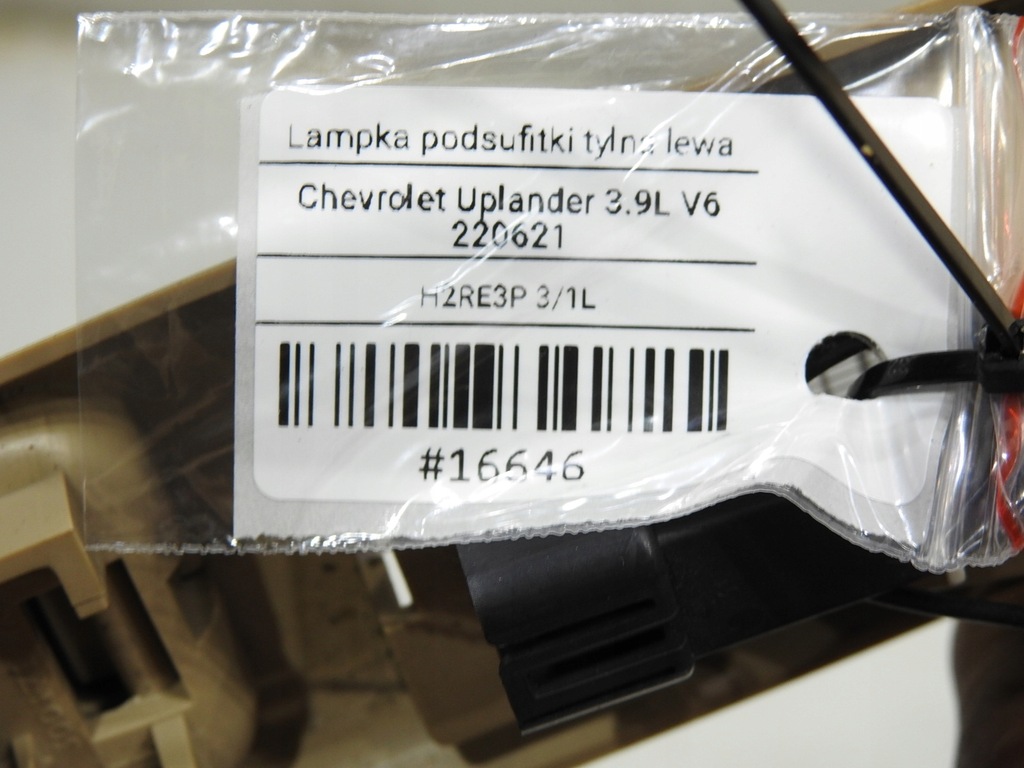 Lampka podsufitki tylna lewa
Chevrolet Uplander 3.9L V6
220621
H2RE3P 3/1L
#16646